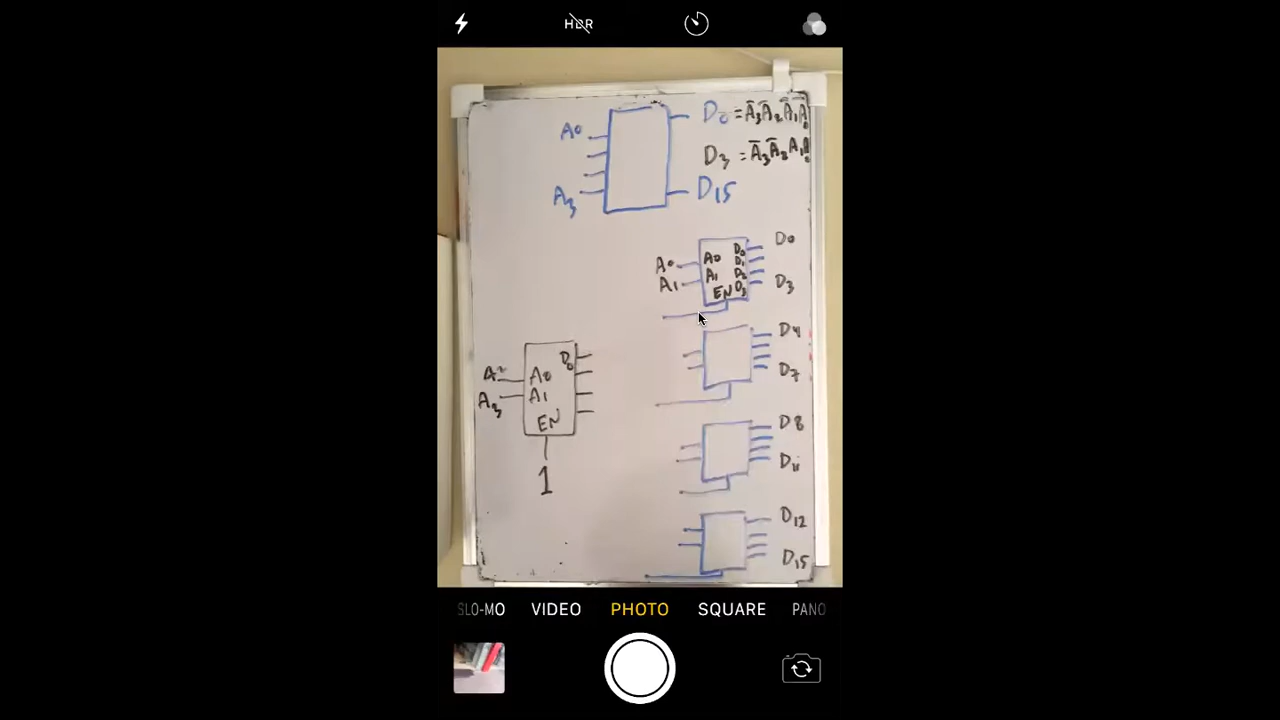 HDR
D0 = A̅3A̅2A̅1A̅0
A0
D3 = A̅3A̅2A1A0
A3
D15
D0
A0 A0 D0
D1
A1 A1 D2
EN D3
D3
D4
D7
D0
A2 A0
A3 A1
EN
1
D8
D11
D12
D15
SLO-MO VIDEO PHOTO SQUARE PANO